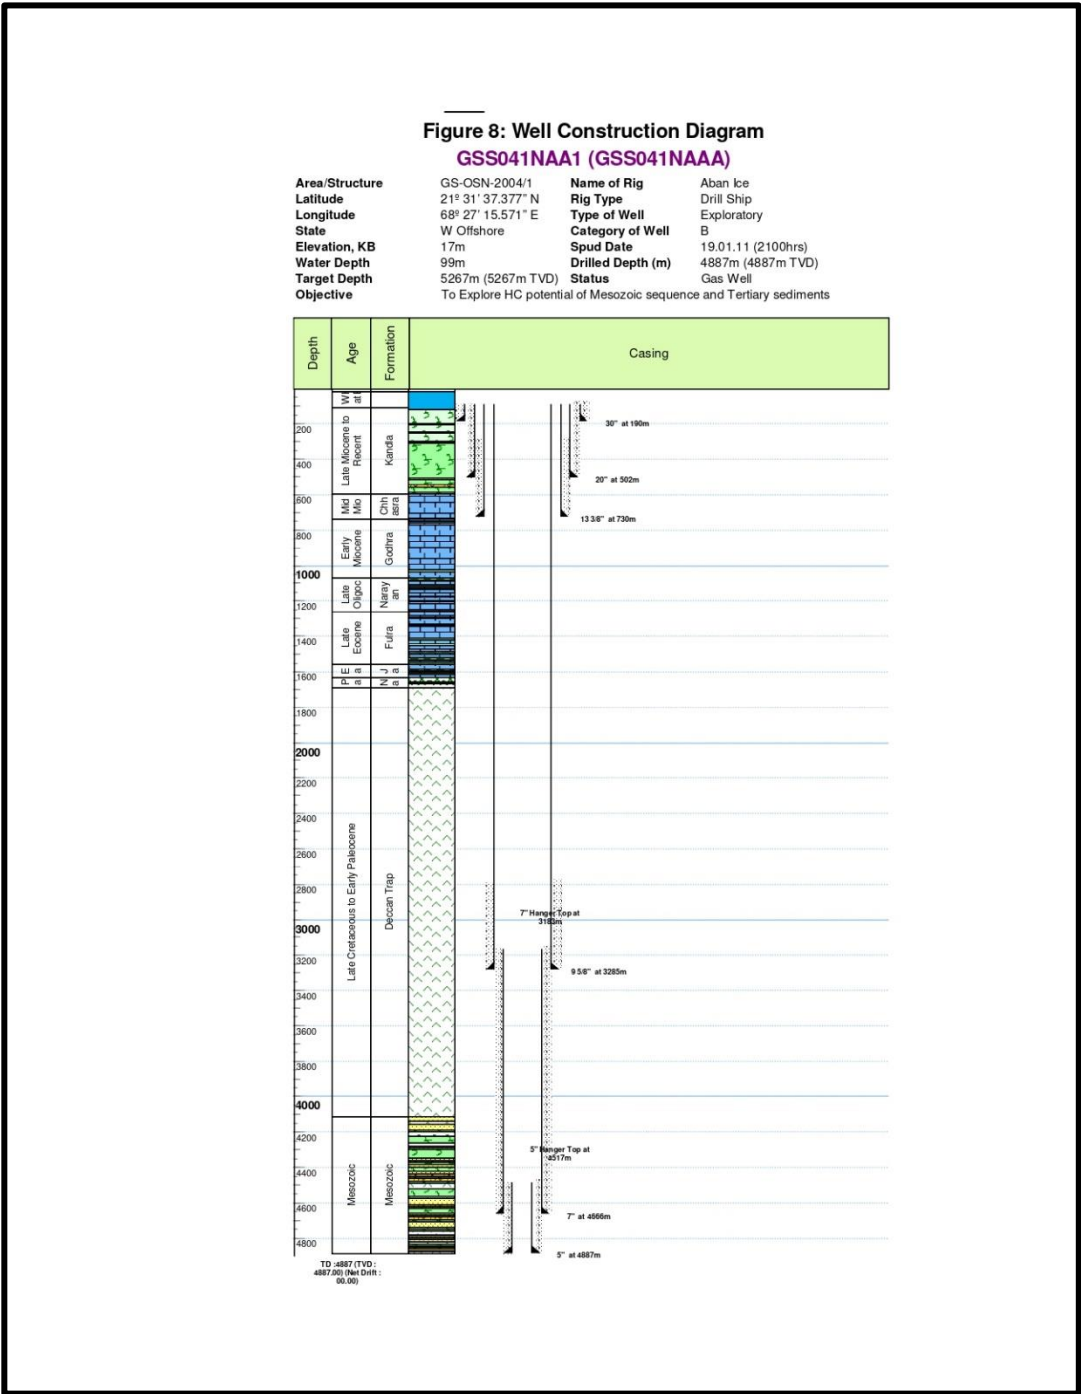 Figure 8: Well Construction Diagram
GSS041NAA1 (GSS041NAAA)
Area/Structure GS-OSN-2004/1 Name of Rig Aban Ice
Latitude 21º 31' 37.377" N Rig Type Drill Ship
Longitude 68º 27' 15.571" E Type of Well Exploratory
State W Offshore Category of Well B
Elevation, KB 17m Spud Date 19.01.11 (2100hrs)
Water Depth 99m Drilled Depth (m) 4887m (4887m TVD)
Target Depth 5267m (5267m TVD) Status Gas Well
Objective To Explore HC potential of Mesozoic sequence and Tertiary sediments
Depth Age Formation Casing
30" at 190m
200
Late Miocene to
Recent
Kandla
400
20" at 502m
600
Mid
Mio
Chh
asra
13 3/8" at 730m
800
Early
Miocene
Godhra
1000
Late
Oligoc
Naray
an
1200
Late
Eocene
Fulra
1400
1600
E
a
J
a
P
a
N
a
1800
2000
2200
2400
2600
Late Cretaceous to Early Paleocene
Deccan Trap
2800
7" Hanger Top at
3000
3200
9 5/8" at 3285m
3400
3600
3800
4000
4200
5" Hanger Top at
4517m
4400
Mesozoic
Mesozoic
4600
7" at 4666m
4800
5" at 4887m
TD :4887 (TVD :
4887.00) (Net Drift :
00.00)